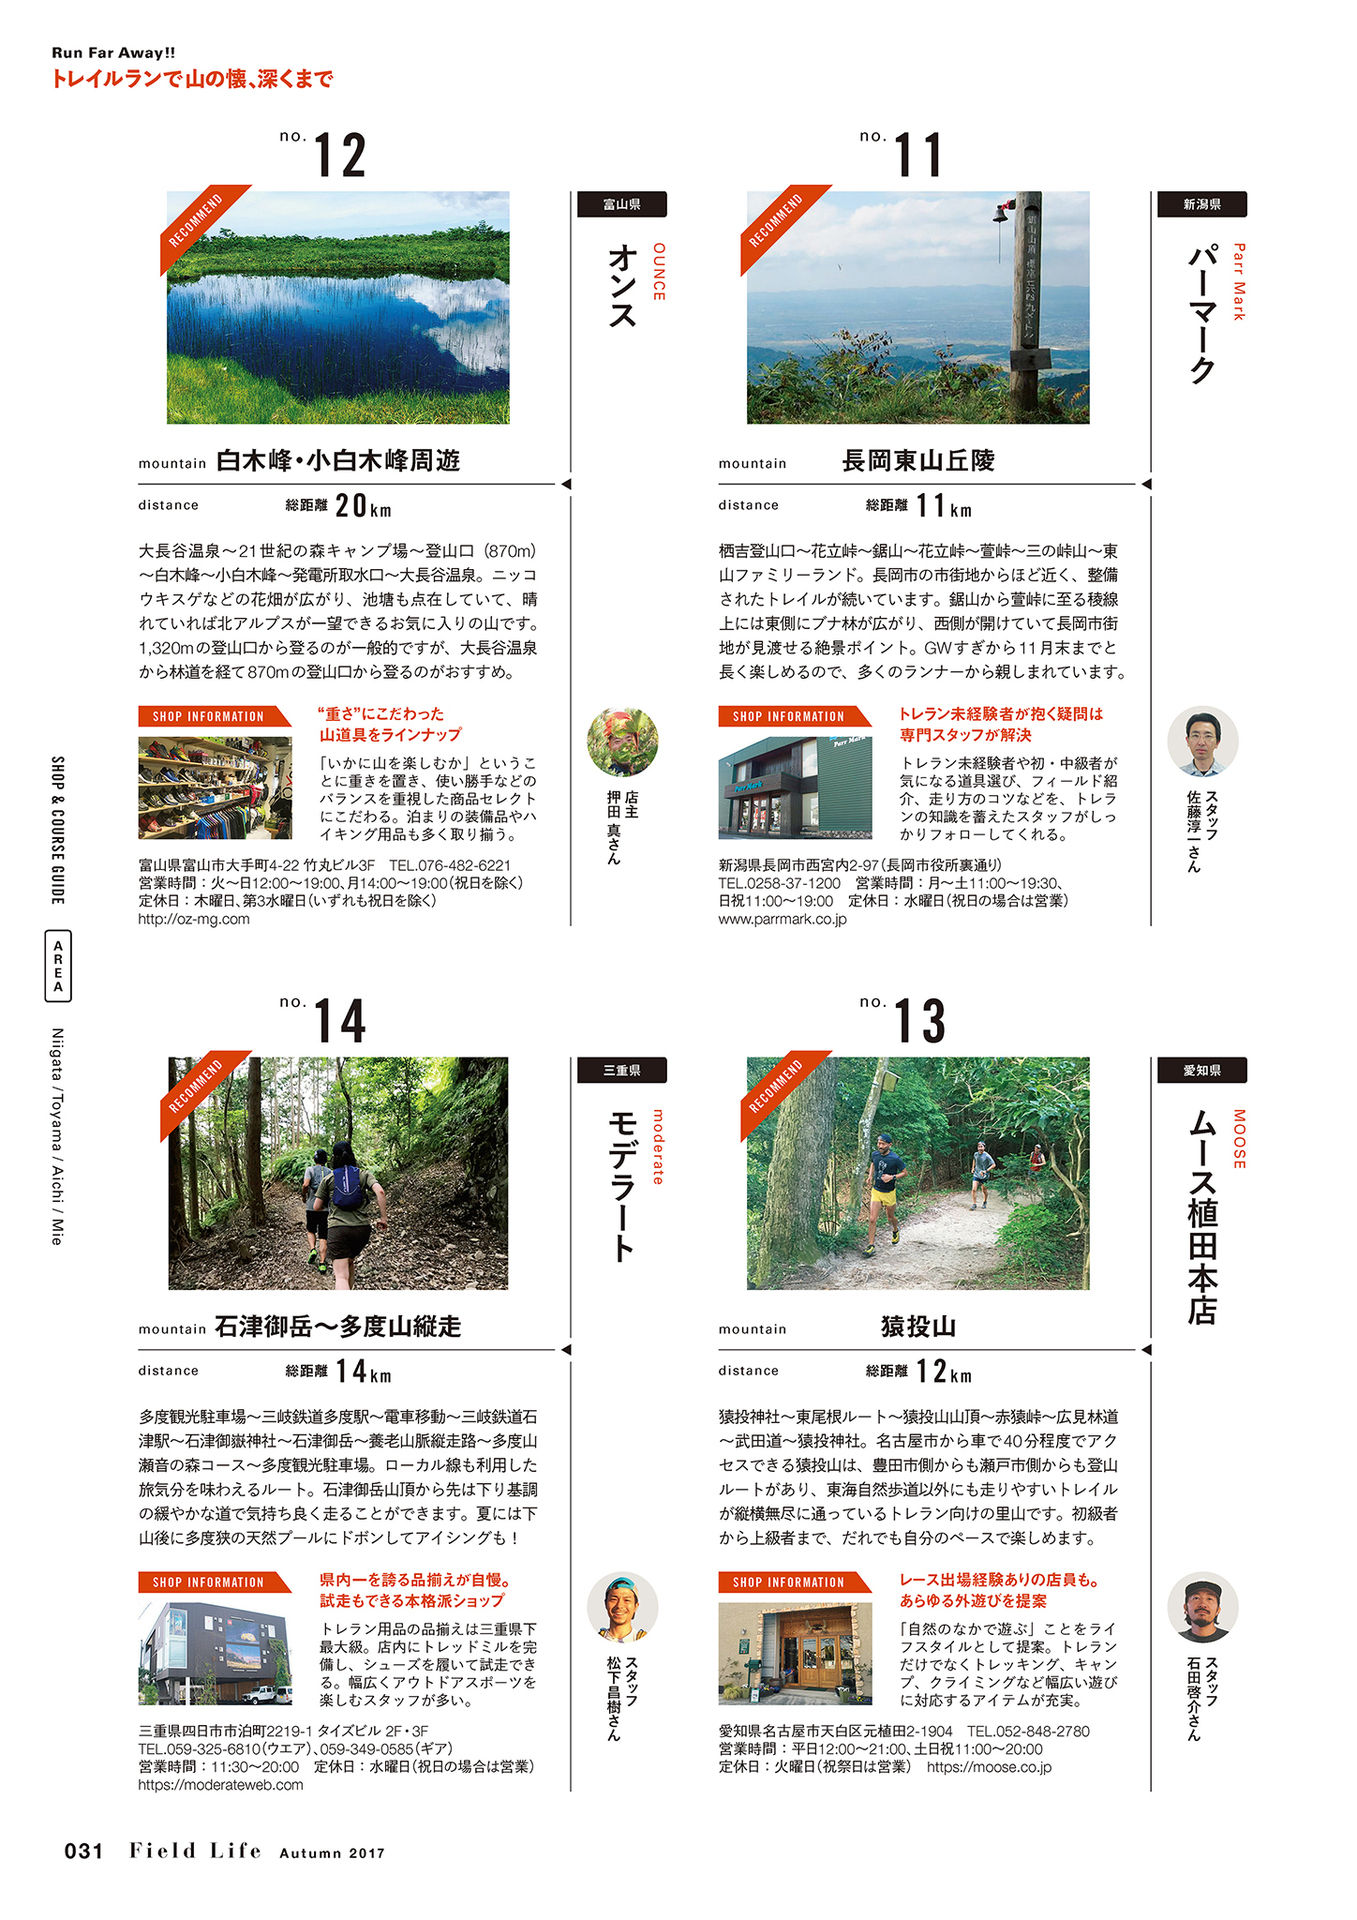 Run Far Away!!
トレイルランで山の懐、深くまで
no. 11
RECOMMEND
新潟県
Parr Mark
パーマーク
mountain 長岡東山丘陵
distance 総距離 11km
栖吉登山口〜花立峠〜鋸山〜花立峠〜萱峠〜三の峠山〜東
山ファミリーランド。長岡市の市街地からほど近く、整備
されたトレイルが続いています。鋸山から萱峠に至る稜線
上には東側にブナ林が広がり、西側が開けていて長岡市街
地が見渡せる絶景ポイント。GWすぎから11月末までと
長く楽しめるので、多くのランナーから親しまれています。
SHOP INFORMATION
Parr Mark
Parr Mark
トレラン未経験者が抱く疑問は
専門スタッフが解決
トレラン未経験者や初・中級者が
気になる道具選び、フィールド紹
介、走り方のコツなどを、トレラ
ンの知識を蓄えたスタッフがしっ
かりフォローしてくれる。
スタッフ
佐藤淳一さん
新潟県長岡市西宮内2-97（長岡市役所裏通り）
TEL.0258-37-1200　営業時間：月〜土11:00〜19:30、
日祝11:00〜19:00　定休日：水曜日（祝日の場合は営業）
www.parrmark.co.jp
no. 12
RECOMMEND
富山県
OUNCE
オンス
mountain 白木峰・小白木峰周遊
distance 総距離 20km
大長谷温泉〜21世紀の森キャンプ場〜登山口（870m）
〜白木峰〜小白木峰〜発電所取水口〜大長谷温泉。ニッコ
ウキスゲなどの花畑が広がり、池塘も点在していて、晴
れていれば北アルプスが一望できるお気に入りの山です。
1,320mの登山口から登るのが一般的ですが、大長谷温泉
から林道を経て870mの登山口から登るのがおすすめ。
SHOP INFORMATION
“重さ”にこだわった
山道具をラインナップ
「いかに山を楽しむか」というこ
とに重きを置き、使い勝手などの
バランスを重視した商品セレクト
にこだわる。泊まりの装備品やハ
イキング用品も多く取り揃う。
店主
押田 真さん
富山県富山市大手町4-22 竹丸ビル3F　TEL.076-482-6221
営業時間：火〜日12:00〜19:00、月14:00〜19:00（祝日を除く）
定休日：木曜日、第3水曜日（いずれも祝日を除く）
http://oz-mg.com
no. 13
RECOMMEND
愛知県
MOOSE
ムース植田本店
mountain 猿投山
distance 総距離 12km
猿投神社〜東尾根ルート〜猿投山山頂〜赤猿峠〜広見林道
〜武田道〜猿投神社。名古屋市から車で40分程度でアク
セスできる猿投山は、豊田市側からも瀬戸市側からも登山
ルートがあり、東海自然歩道以外にも走りやすいトレイル
が縦横無尽に通っているトレラン向けの里山です。初級者
から上級者まで、だれでも自分のペースで楽しめます。
SHOP INFORMATION
レース出場経験ありの店員も。
あらゆる外遊びを提案
「自然のなかで遊ぶ」ことをライ
フスタイルとして提案。トレラン
だけでなくトレッキング、キャン
プ、クライミングなど幅広い遊び
に対応するアイテムが充実。
スタッフ
石田啓介さん
愛知県名古屋市天白区元植田2-1904　TEL.052-848-2780
営業時間：平日12:00〜21:00、土日祝11:00〜20:00
定休日：火曜日（祝祭日は営業）　https://moose.co.jp
no. 14
RECOMMEND
三重県
moderate
モデラート
mountain 石津御岳〜多度山縦走
distance 総距離 14km
多度観光駐車場〜三岐鉄道多度駅〜電車移動〜三岐鉄道石
津駅〜石津御嶽神社〜石津御岳〜養老山脈縦走路〜多度山
瀬音の森コース〜多度観光駐車場。ローカル線も利用した
旅気分を味わえるルート。石津御岳山頂から先は下り基調
の緩やかな道で気持ち良く走ることができます。夏には下
山後に多度狭の天然プールにドボンしてアイシングも！
SHOP INFORMATION
県内一を誇る品揃えが自慢。
試走もできる本格派ショップ
トレラン用品の品揃えは三重県下
最大級。店内にトレッドミルを完
備し、シューズを履いて試走でき
る。幅広くアウトドアスポーツを
楽しむスタッフが多い。
スタッフ
松下昌樹さん
三重県四日市市泊町2219-1 タイズビル 2F・3F
TEL.059-325-6810（ウエア）、059-349-0585（ギア）
営業時間：11:30〜20:00　定休日：水曜日（祝日の場合は営業）
https://moderateweb.com
SHOP & COURSE GUIDE
AREA
Niigata / Toyama / Aichi / Mie
031 Field Life Autumn 2017